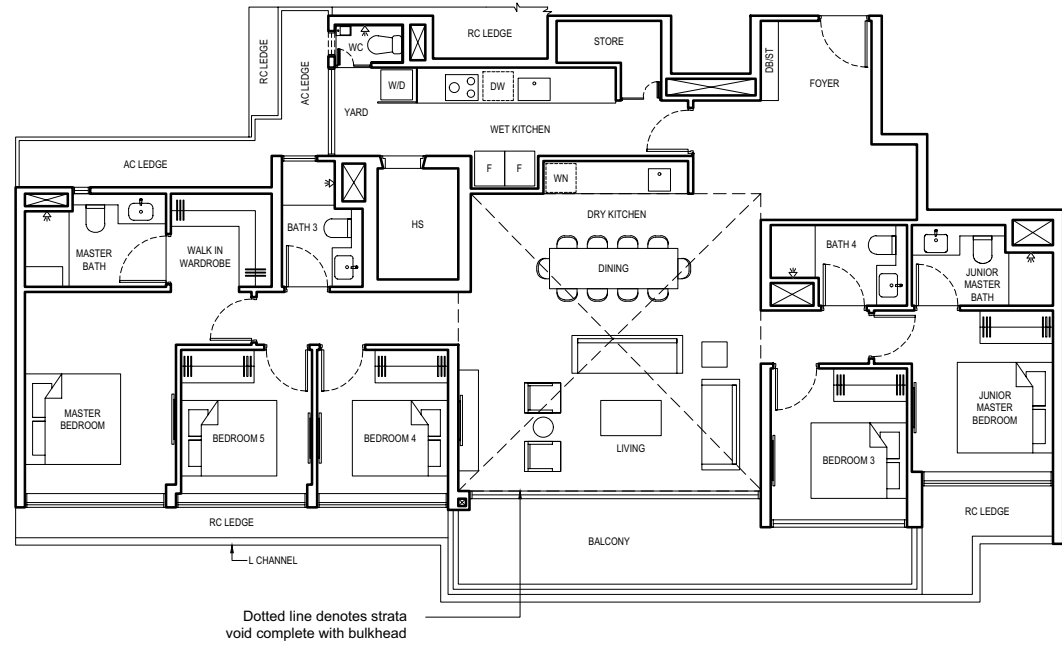 RC LEDGE
STORE
WC
DB/ST
FOYER
RC LEDGE
AC LEDGE
W/D
DW
YARD
WET KITCHEN
AC LEDGE
F
F
WN
DRY KITCHEN
HS
BATH 3
MASTER
BATH
WALK IN
WARDROBE
DINING
BATH 4
JUNIOR
MASTER
BATH
MASTER
BEDROOM
BEDROOM 5
BEDROOM 4
LIVING
BEDROOM 3
JUNIOR
MASTER
BEDROOM
RC LEDGE
RC LEDGE
BALCONY
L CHANNEL
Dotted line denotes strata
void complete with bulkhead